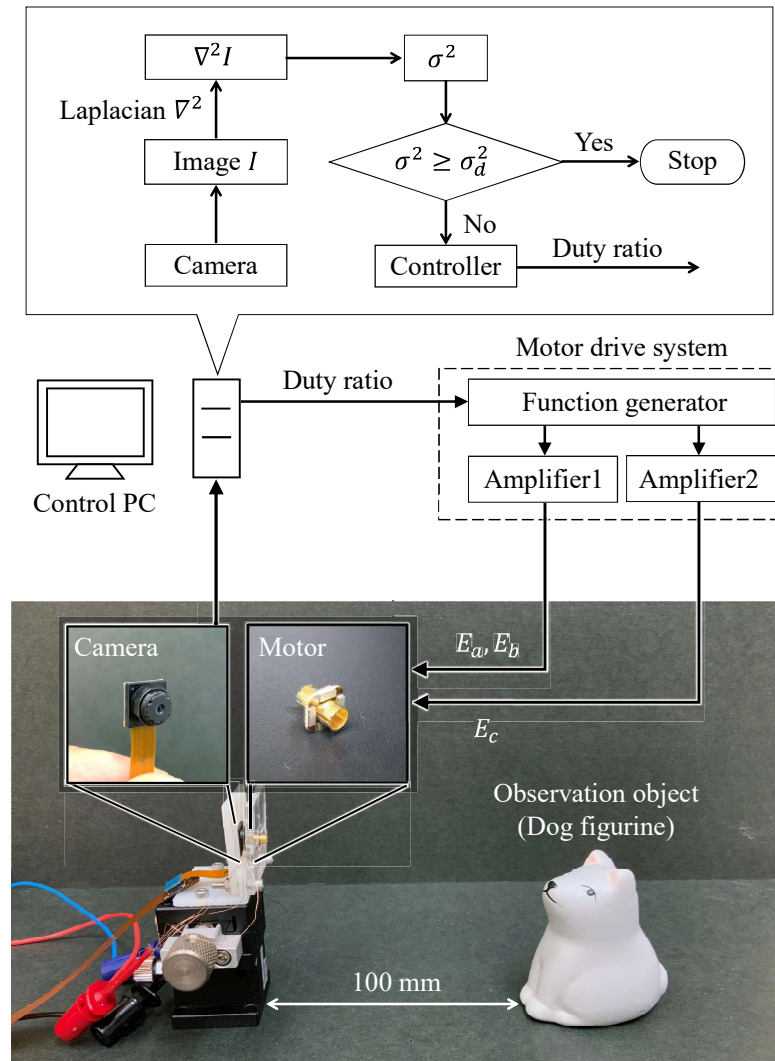 ∇²I
σ²
Laplacian ∇²
Image I
σ² ≥ σ_d²
Yes
Stop
No
Camera
Controller
Duty ratio
Motor drive system
Duty ratio
Function generator
Amplifier1
Amplifier2
Control PC
Camera
Motor
E_a, E_b
E_c
Observation object
(Dog figurine)
100 mm